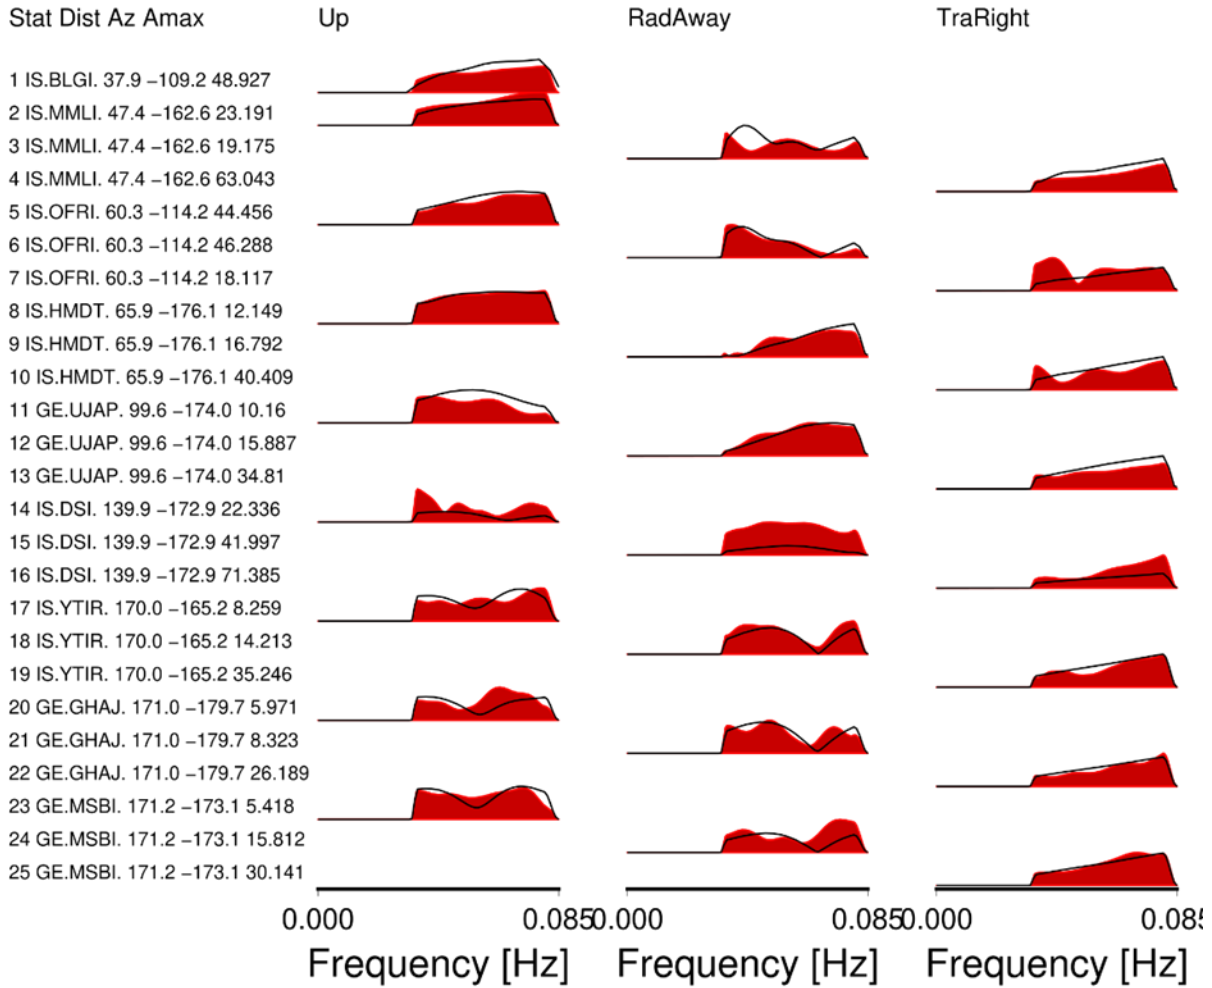 Stat Dist Az Amax Up RadAway TraRight
1 IS.BLGI. 37.9 −109.2 48.927
2 IS.MMLI. 47.4 −162.6 23.191
3 IS.MMLI. 47.4 −162.6 19.175
4 IS.MMLI. 47.4 −162.6 63.043
5 IS.OFRI. 60.3 −114.2 44.456
6 IS.OFRI. 60.3 −114.2 46.288
7 IS.OFRI. 60.3 −114.2 18.117
8 IS.HMDT. 65.9 −176.1 12.149
9 IS.HMDT. 65.9 −176.1 16.792
10 IS.HMDT. 65.9 −176.1 40.409
11 GE.UJAP. 99.6 −174.0 10.16
12 GE.UJAP. 99.6 −174.0 15.887
13 GE.UJAP. 99.6 −174.0 34.81
14 IS.DSI. 139.9 −172.9 22.336
15 IS.DSI. 139.9 −172.9 41.997
16 IS.DSI. 139.9 −172.9 71.385
17 IS.YTIR. 170.0 −165.2 8.259
18 IS.YTIR. 170.0 −165.2 14.213
19 IS.YTIR. 170.0 −165.2 35.246
20 GE.GHAJ. 171.0 −179.7 5.971
21 GE.GHAJ. 171.0 −179.7 8.323
22 GE.GHAJ. 171.0 −179.7 26.189
23 GE.MSBI. 171.2 −173.1 5.418
24 GE.MSBI. 171.2 −173.1 15.812
25 GE.MSBI. 171.2 −173.1 30.141
0.000 0.085 0.000 0.085 0.000 0.085
Frequency [Hz] Frequency [Hz] Frequency [Hz]